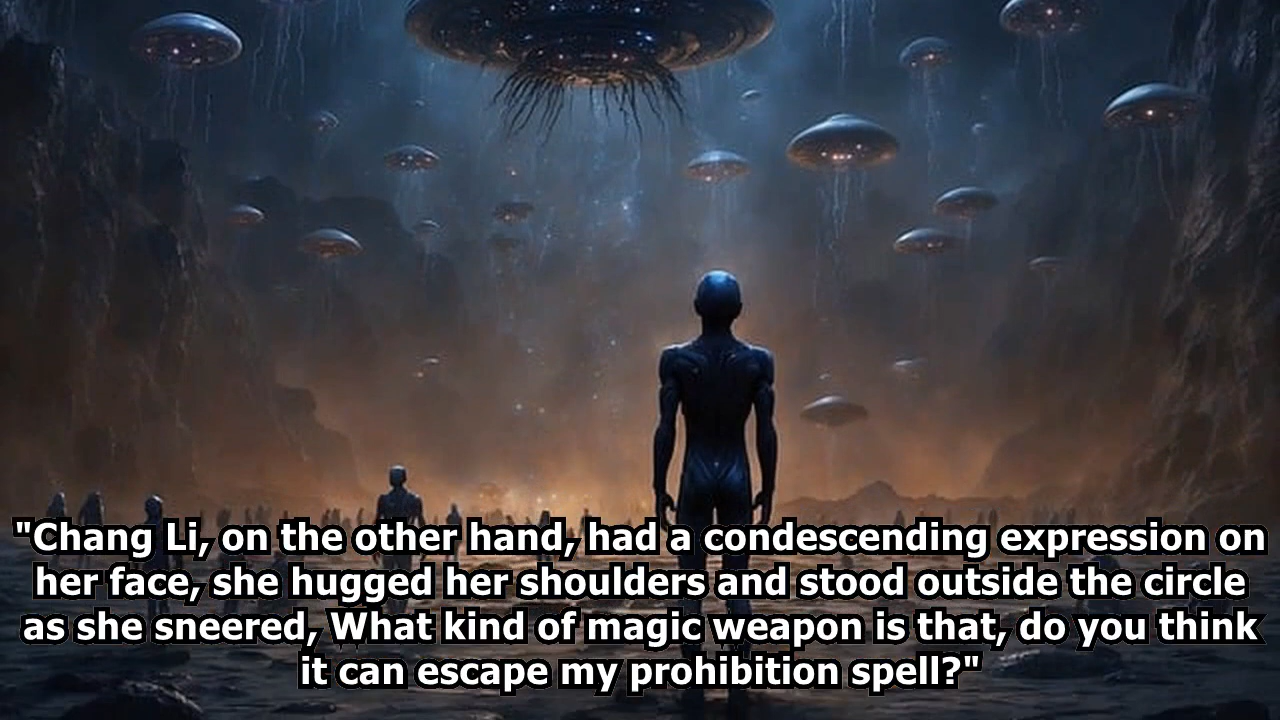 "Chang Li, on the other hand, had a condescending expression on
her face, she hugged her shoulders and stood outside the circle
as she sneered, What kind of magic weapon is that, do you think
it can escape my prohibition spell?"